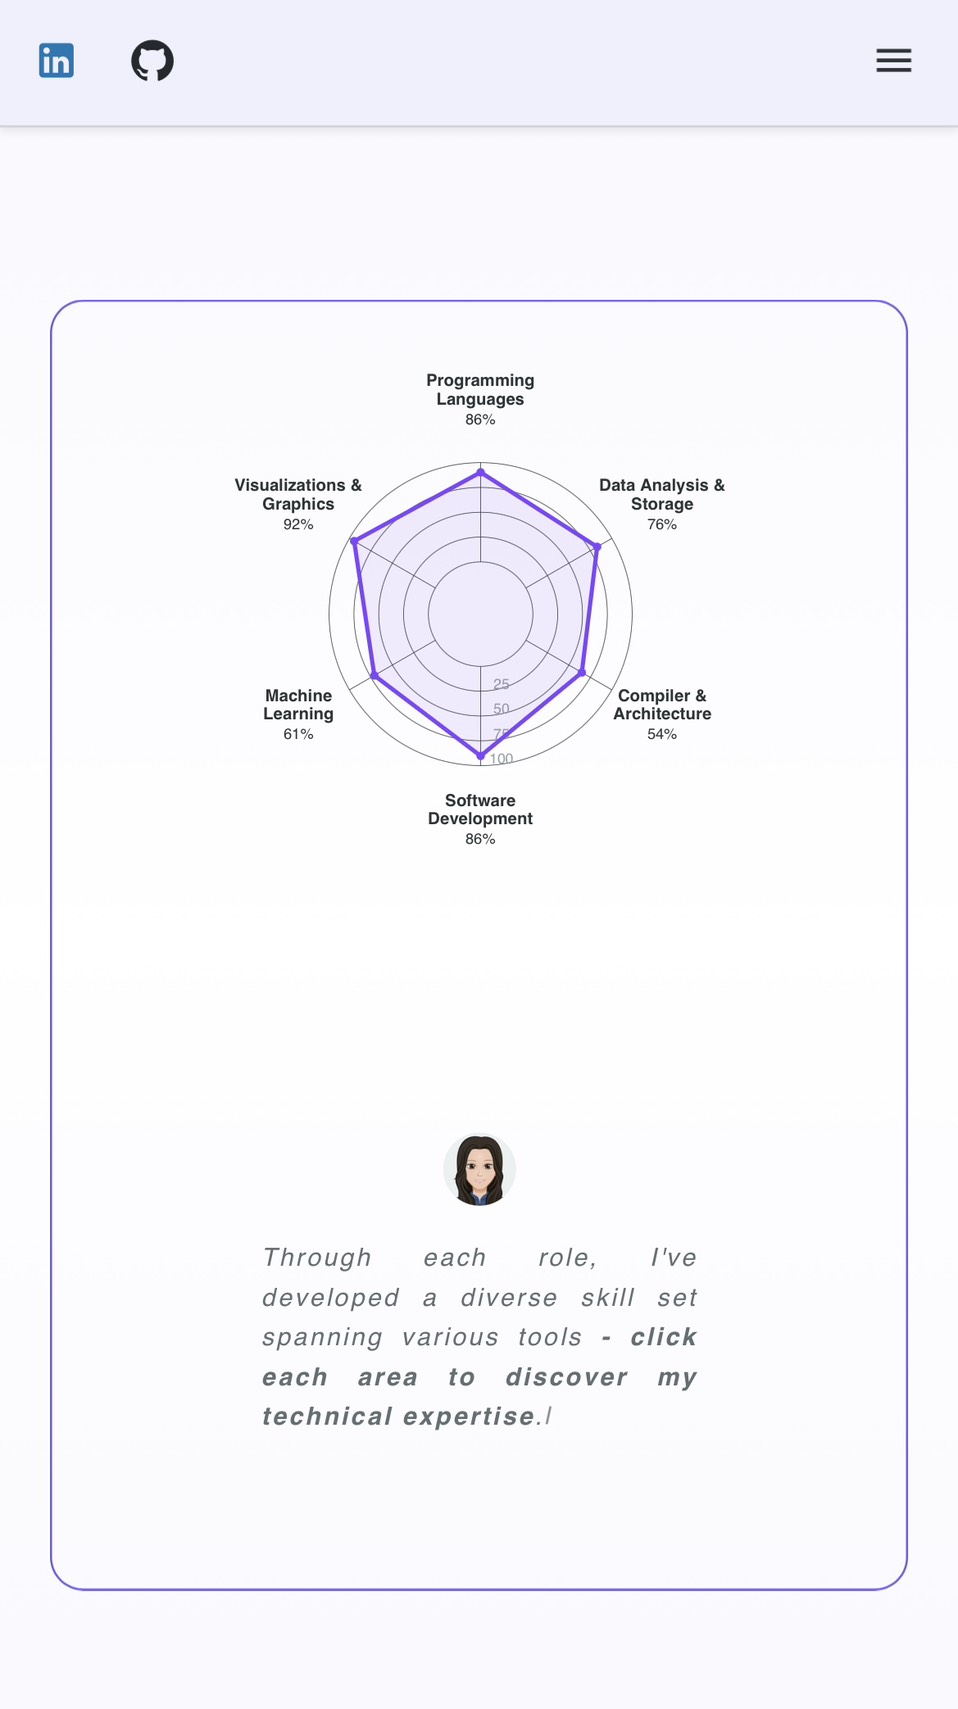 in
Programming
Languages
86%
Visualizations &
Graphics
92%
Data Analysis &
Storage
76%
25
50
75
100
Machine
Learning
61%
Compiler &
Architecture
54%
Software
Development
86%
Through each role, I've
developed a diverse skill set
spanning various tools - click
each area to discover my
technical expertise.|